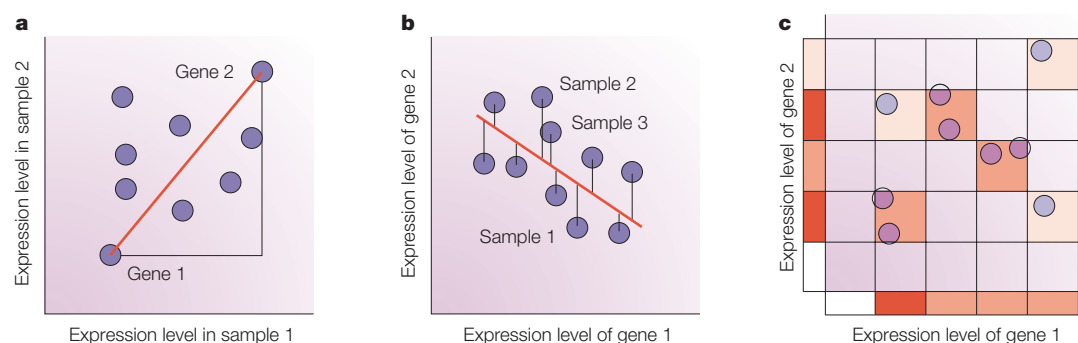 a
Expression level in sample 2
Gene 2
Gene 1
Expression level in sample 1
b
Expression level of gene 2
Sample 2
Sample 3
Sample 1
Expression level of gene 1
c
Expression level of gene 2
Expression level of gene 1